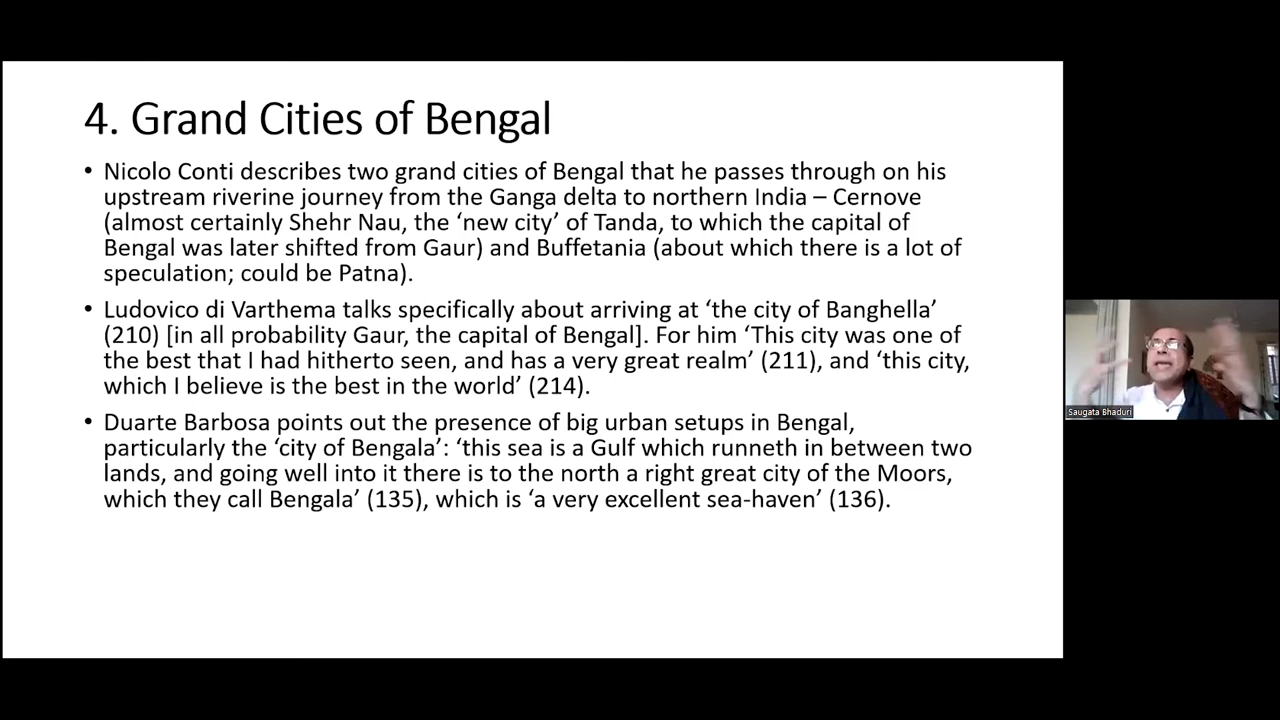 4. Grand Cities of Bengal
• Nicolo Conti describes two grand cities of Bengal that he passes through on his
upstream riverine journey from the Ganga delta to northern India – Cernove
(almost certainly Shehr Nau, the ‘new city’ of Tanda, to which the capital of
Bengal was later shifted from Gaur) and Buffetania (about which there is a lot of
speculation; could be Patna).
• Ludovico di Varthema talks specifically about arriving at ‘the city of Banghella’
(210) [in all probability Gaur, the capital of Bengal]. For him ‘This city was one of
the best that I had hitherto seen, and has a very great realm’ (211), and ‘this city,
which I believe is the best in the world’ (214).
• Duarte Barbosa points out the presence of big urban setups in Bengal,
particularly the ‘city of Bengala’: ‘this sea is a Gulf which runneth in between two
lands, and going well into it there is to the north a right great city of the Moors,
which they call Bengala’ (135), which is ‘a very excellent sea-haven’ (136).
Saugata Bhaduri